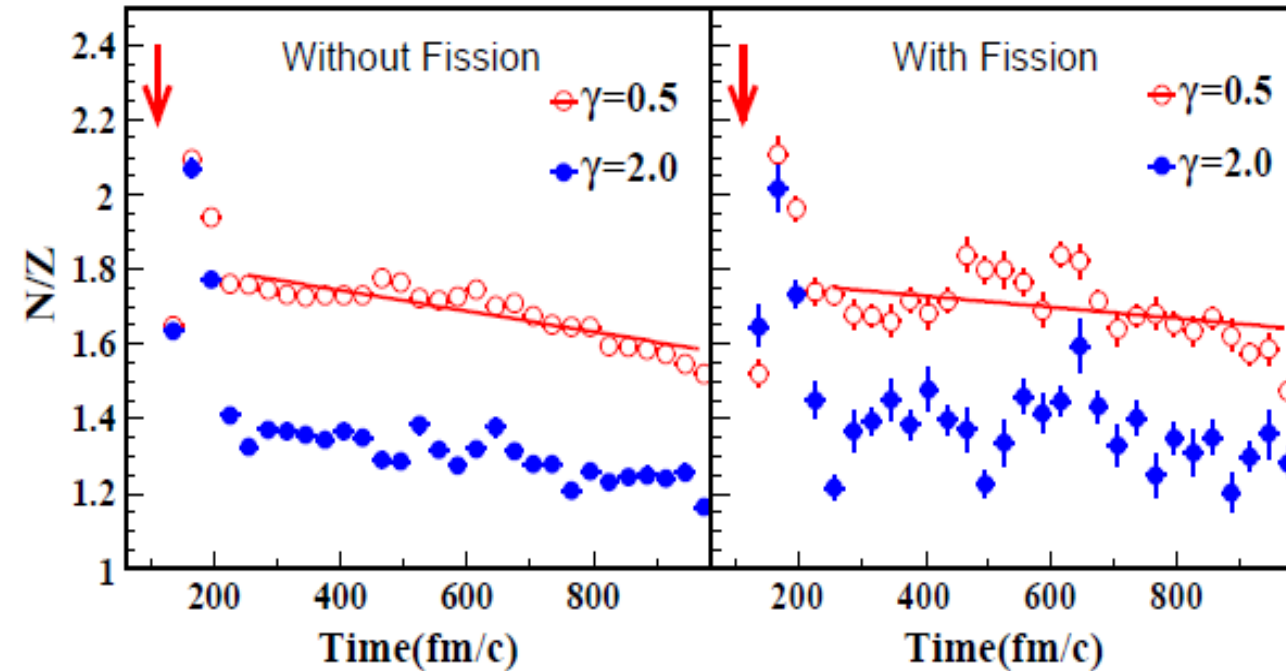 Without Fission
With Fission
γ=0.5
γ=2.0
γ=0.5
γ=2.0
N/Z
2.4
2.2
2
1.8
1.6
1.4
1.2
1
200 400 600 800
200 400 600 800
Time(fm/c)
Time(fm/c)